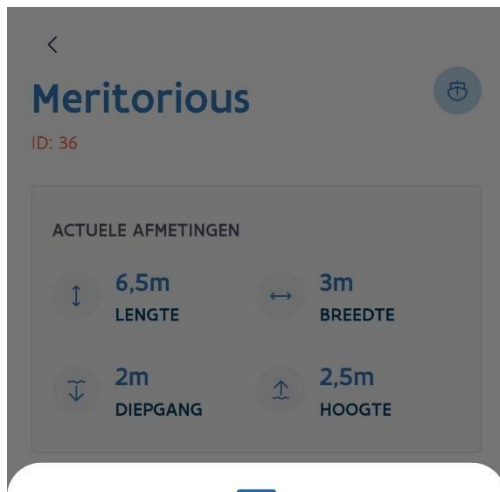 Meritorious
ID: 36
ACTUELE AFMETINGEN
6,5m
LENGTE
3m
BREEDTE
2m
DIEPGANG
2,5m
HOOGTE